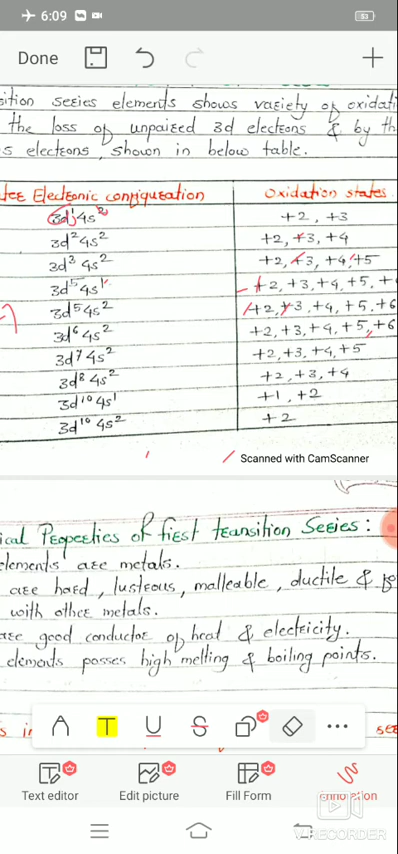 6:09
53
Done
sition series elements shows variety of oxidati
the loss of unpaired 3d electrons & by th
s electrons, shown in below table.
Electronic configuration Oxidation states
3d¹4s² +2, +3
3d²4s² +2, +3, +4
3d³4s² +2, +3, +4, +5
3d⁵4s¹ +2, +3, +4, +5, +
3d⁵4s² +2, +3, +4, +5, +6
3d⁶4s² +2, +3, +4, +5, +6
3d⁷4s² +2, +3, +4, +5
3d⁸4s² +2, +3, +4
3d¹⁰4s¹ +1, +2
3d¹⁰4s² +2
Scanned with CamScanner
ical Properties of first transition Series:
elements are metals.
are hard, lustrous, malleable, ductile &
with other metals.
are good conductor of heat & electricity.
elements posses high melting & boiling points.
T U S
Text editor Edit picture Fill Form Annotation
V RECORDER